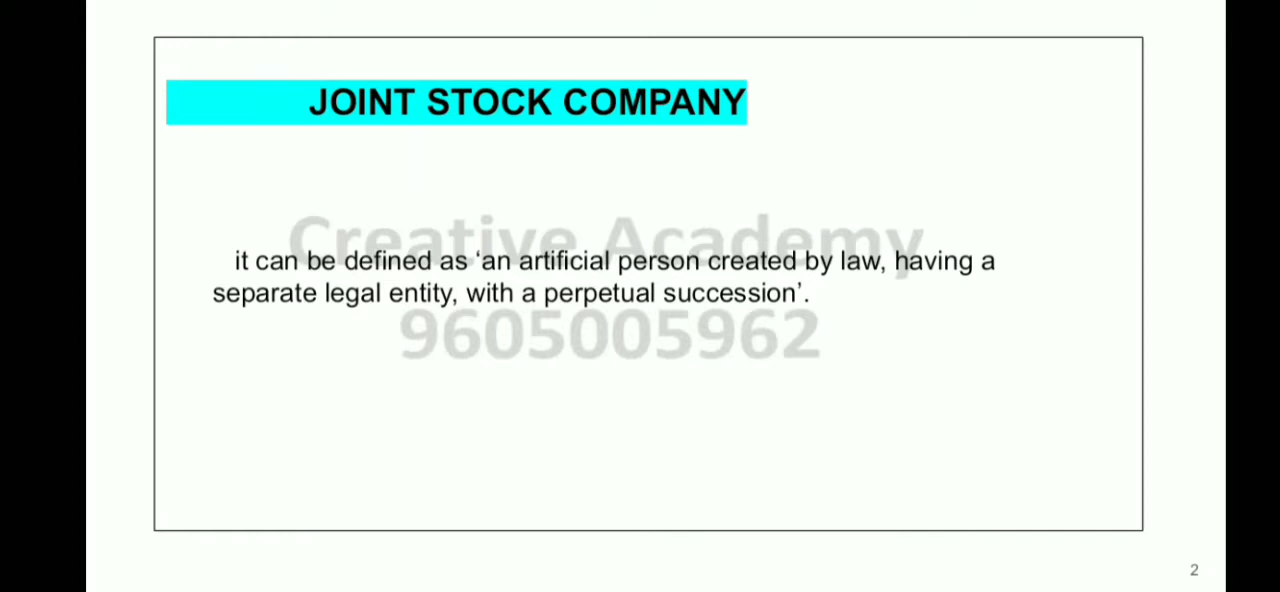 JOINT STOCK COMPANY
Creative Academy
it can be defined as ‘an artificial person created by law, having a
separate legal entity, with a perpetual succession’.
9605005962
2